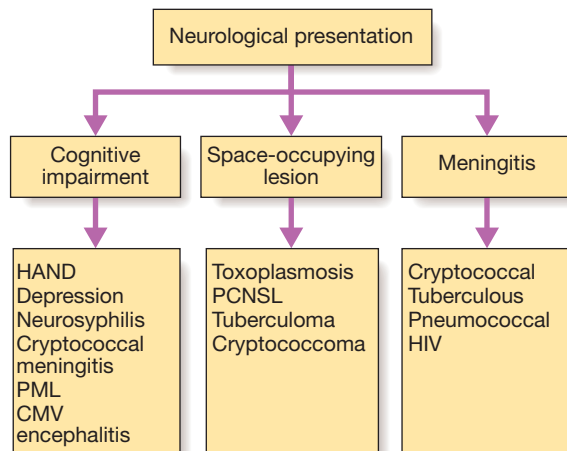 Neurological presentation
Cognitive
impairment
Space-occupying
lesion
Meningitis
HAND
Depression
Neurosyphilis
Cryptococcal
meningitis
PML
CMV
encephalitis
Toxoplasmosis
PCNSL
Tuberculoma
Cryptococcoma
Cryptococcal
Tuberculous
Pneumococcal
HIV